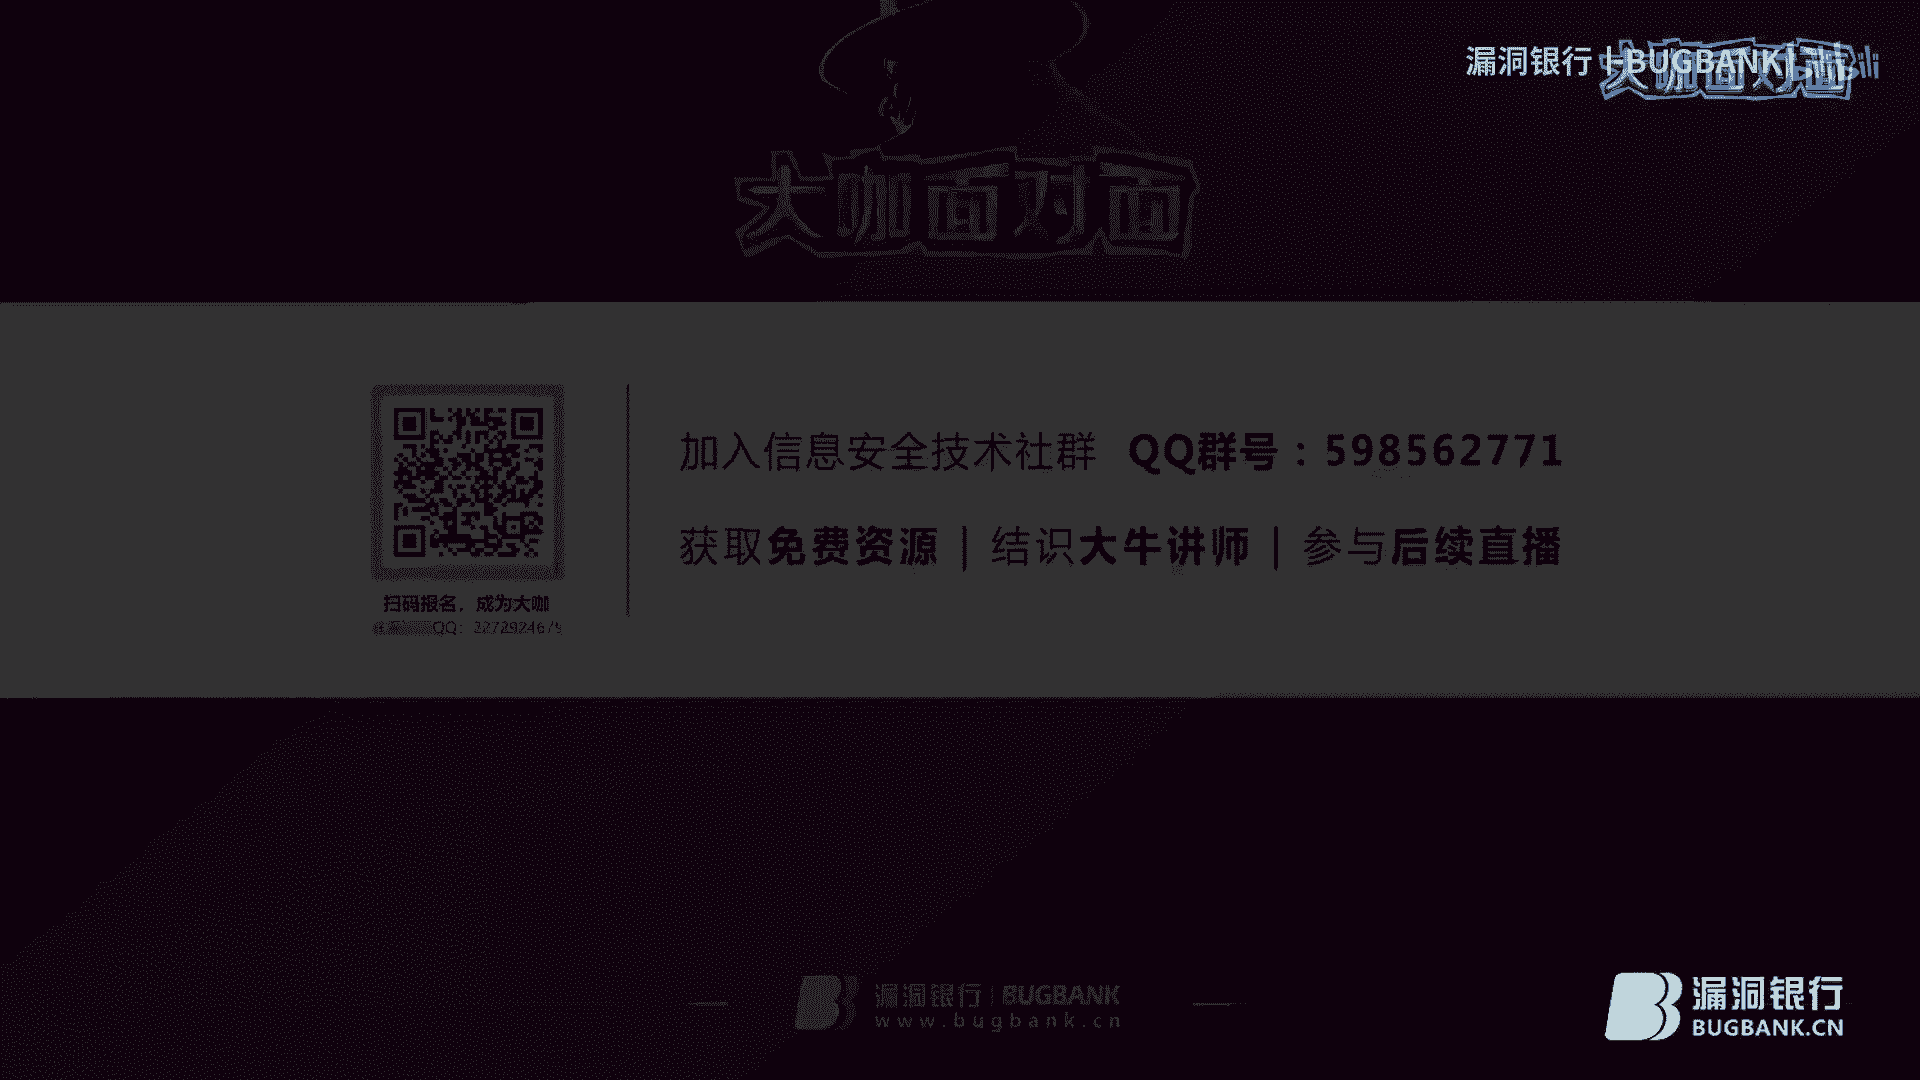 漏洞银行 | BUGBANK
大咖面对面
大咖面对面
加入信息安全技术社群 QQ群号：598562771
获取免费资源 | 结识大牛讲师 | 参与后续直播
扫码报名，成为大咖
QQ：2272924675
漏洞银行 | BUGBANK
www.bugbank.cn
漏洞银行
BUGBANK.CN